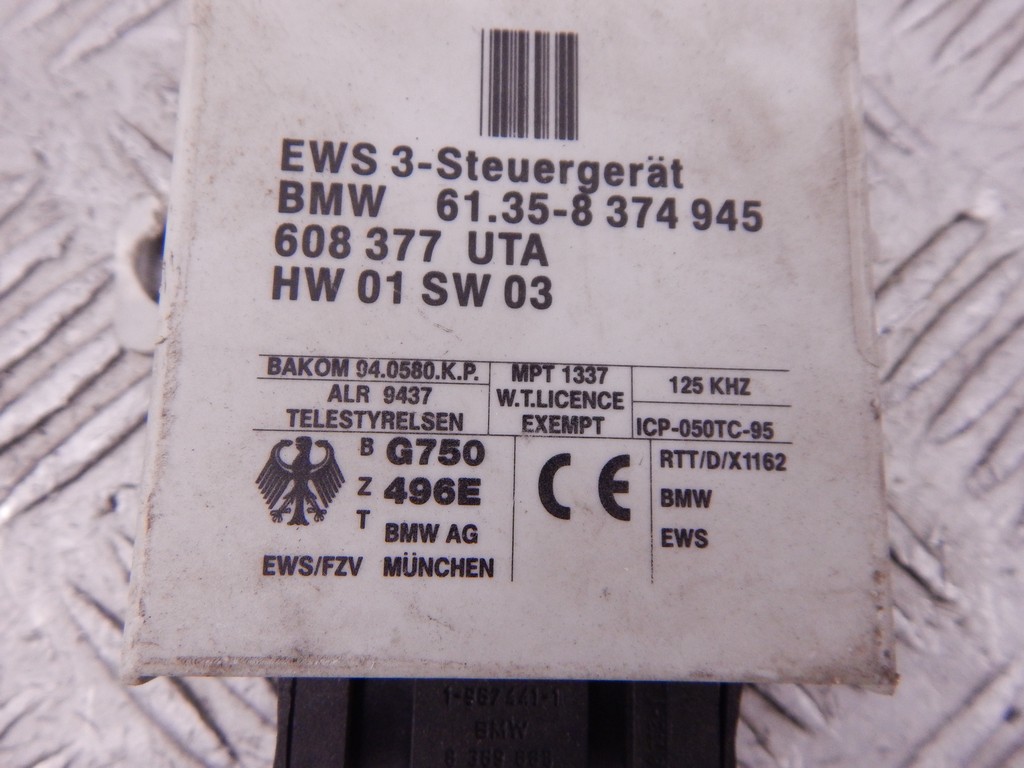 EWS 3-Steuergerät
BMW 61.35-8 374 945
608 377 UTA
HW 01 SW 03
BAKOM 94.0580.K.P.
ALR 9437
TELESTYRELSEN
MPT 1337
W.T.LICENCE
EXEMPT
125 KHZ
ICP-050TC-95
B G750
Z 496E
T BMW AG
EWS/FZV MÜNCHEN
CE
RTT/D/X1162
BMW
EWS
BMW